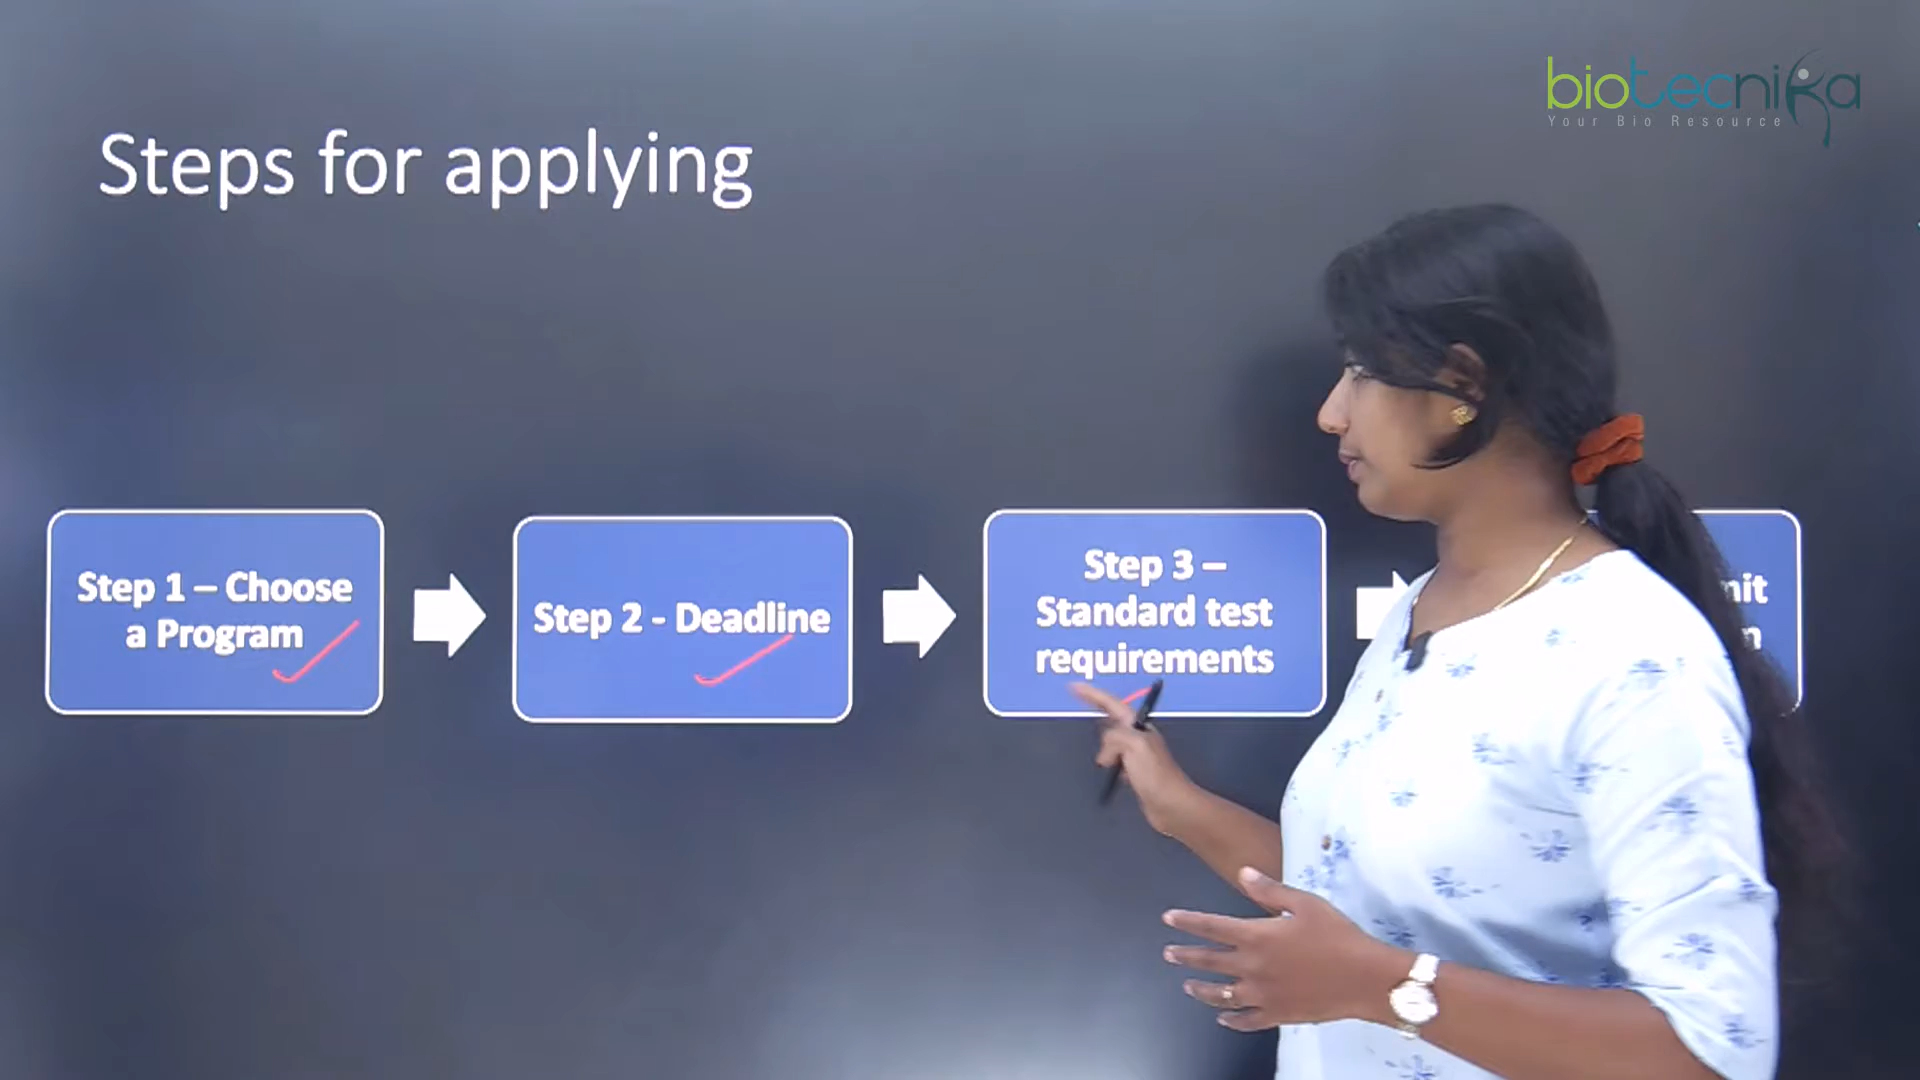 biotecnika
Your Bio Resource
Steps for applying
Step 1 – Choose
a Program
Step 2 - Deadline
Step 3 –
Standard test
requirements